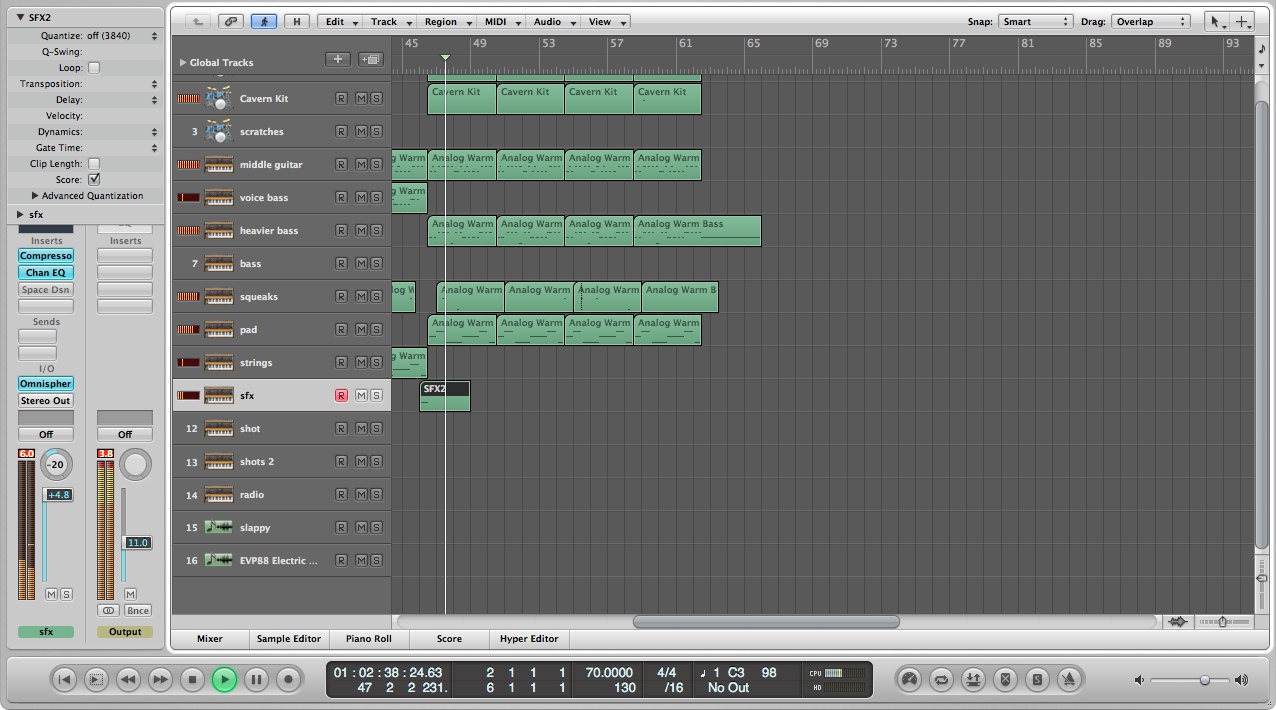 SFX2
Quantize: off (3840)
Q-Swing:
Loop:
Transposition:
Delay:
Velocity:
Dynamics:
Gate Time:
Clip Length:
Score:
Advanced Quantization
sfx
Inserts
Compresso
Chan EQ
Space Dsn
Sends
I/O
Omnispher
Stereo Out
Off
6.0
-20
+4.8
M S
sfx
Inserts
Off
3.8
11.0
M
Bnce
Output
H Edit Track Region MIDI Audio View Snap: Smart Drag: Overlap
45 49 53 57 61 65 69 73 77 81 85 89 93
Global Tracks
Cavern Kit R M S Cavern Kit Cavern Kit Cavern Kit Cavern Kit
3 scratches R M S
middle guitar R M S g Warm Analog Warm Analog Warm Analog Warm Analog Warm
voice bass R M S g Warm
heavier bass R M S Analog Warm Analog Warm Analog Warm Analog Warm Bass
7 bass R M S
squeaks R M S log W Analog Warm Analog Warm Analog Warm Analog Warm B
pad R M S Analog Warm Analog Warm Analog Warm Analog Warm
strings R M S g Warm
sfx R M S SFX2
12 shot R M S
13 shots 2 R M S
14 radio R M S
15 slappy R M S
16 EVP88 Electric ... R M S
Mixer Sample Editor Piano Roll Score Hyper Editor
01 : 02 : 38 : 24.63 2 1 1 1 70.0000 4/4 1 C3 98 CPU
47 2 2 231. 6 1 1 1 130 /16 No Out HD
S